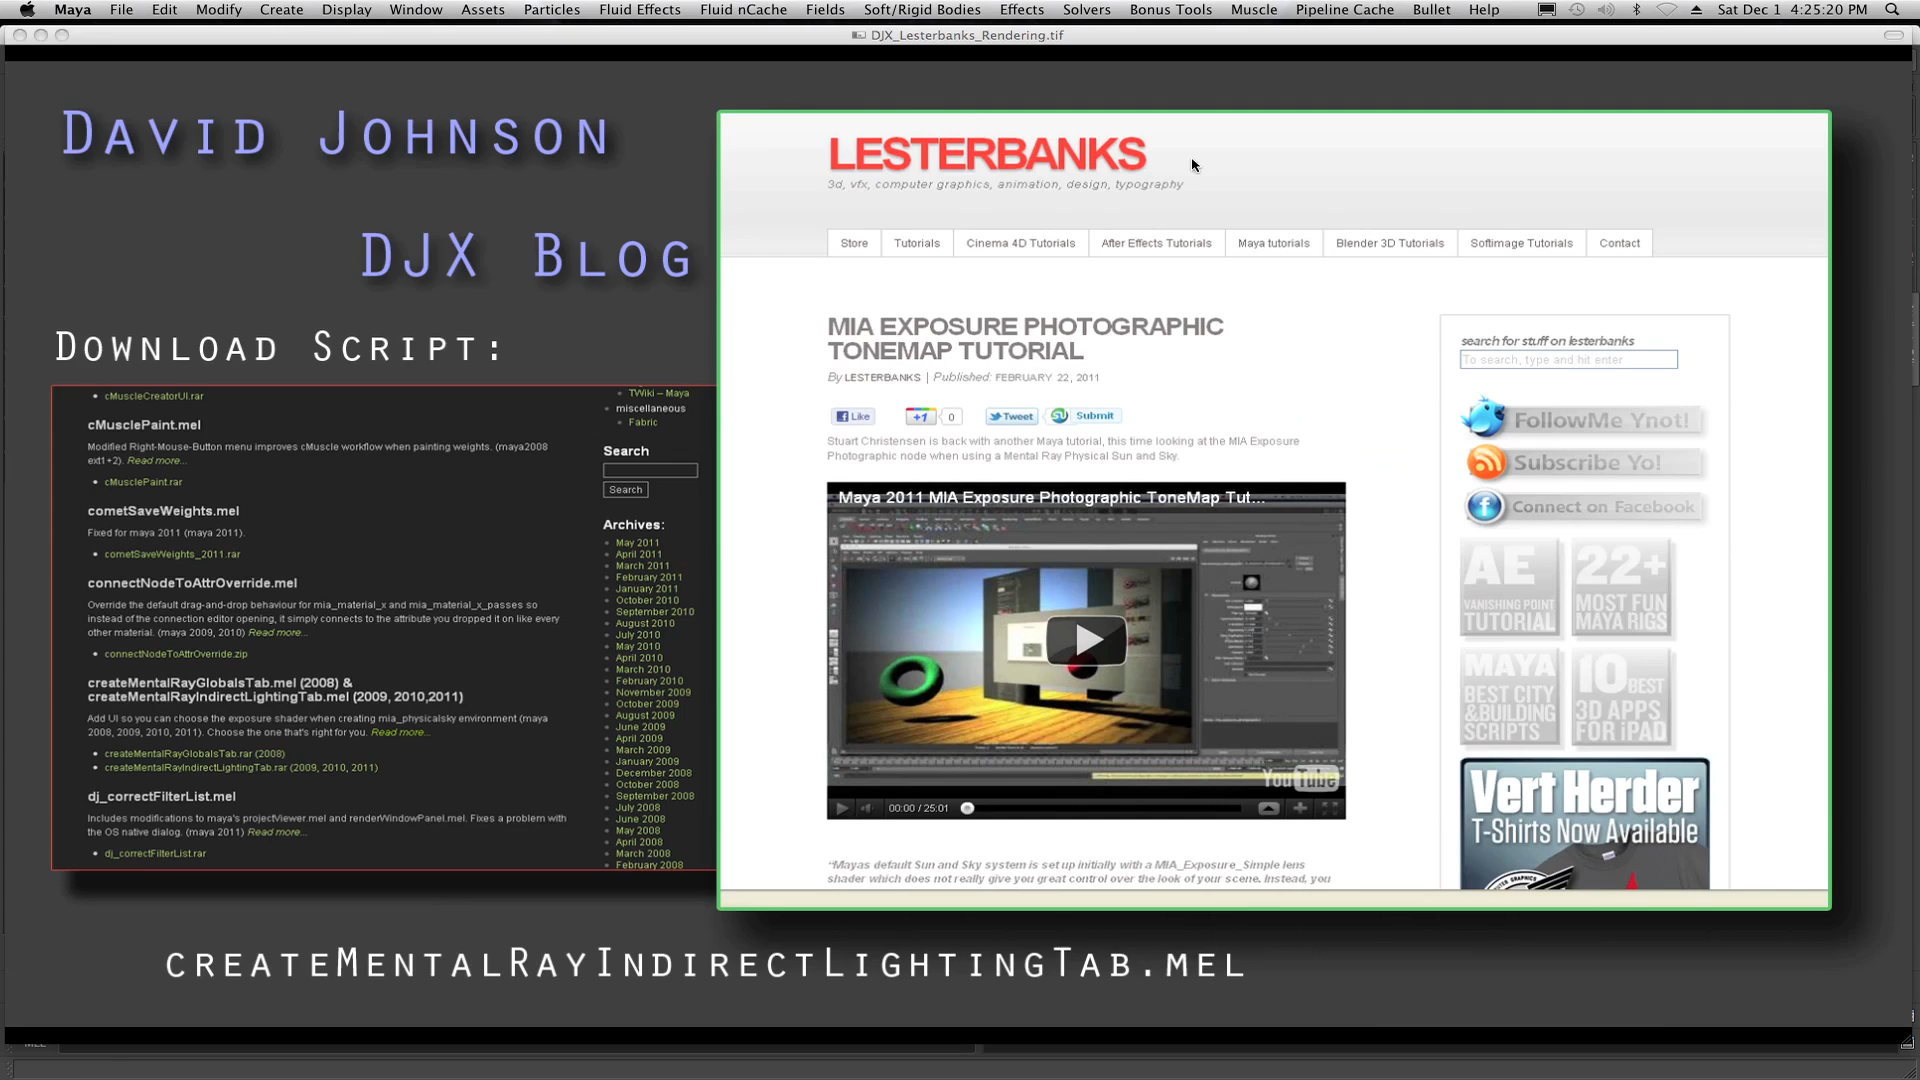 Maya File Edit Modify Create Display Window Assets Particles Fluid Effects Fluid nCache Fields Soft/Rigid Bodies Effects Solvers Bonus Tools Muscle Pipeline Cache Bullet Help Sat Dec 1 4:25:20 PM
DJX_Lesterbanks_Rendering.tif
David Johnson
DJX Blog
Download Script:
cMuscleCreatorUI.rar
cMusclePaint.mel
Modified Right-Mouse-Button menu improves cMuscle workflow when painting weights. (maya2008
ext1+2). Read more...
cMusclePaint.rar
cometSaveWeights.mel
Fixed for maya 2011 (maya 2011).
cometSaveWeights_2011.rar
connectNodeToAttrOverride.mel
Override the default drag-and-drop behaviour for mia_material_x and mia_material_x_passes so
instead of the connection editor opening, it simply connects to the attribute you dropped it on like every
other material. (maya 2009, 2010) Read more...
connectNodeToAttrOverride.zip
createMentalRayGlobalsTab.mel (2008) &
createMentalRayIndirectLightingTab.mel (2009, 2010,2011)
Add UI so you can choose the exposure shader when creating mia_physicalsky environment (maya
2008, 2009, 2010, 2011). Choose the one that's right for you. Read more...
createMentalRayGlobalsTab.rar (2008)
createMentalRayIndirectLightingTab.rar (2009, 2010, 2011)
dj_correctFilterList.mel
Includes modifications to maya's projectViewer.mel and renderWindowPanel.mel. Fixes a problem with
the OS native dialog. (maya 2011) Read more...
dj_correctFilterList.rar
TWiki – Maya
miscellaneous
Fabric
Search
Search
Archives:
May 2011
April 2011
March 2011
February 2011
January 2011
October 2010
September 2010
August 2010
July 2010
May 2010
April 2010
March 2010
February 2010
November 2009
October 2009
August 2009
June 2009
April 2009
March 2009
January 2009
December 2008
October 2008
September 2008
July 2008
June 2008
May 2008
April 2008
March 2008
February 2008
LESTERBANKS
3d, vfx, computer graphics, animation, design, typography
Store Tutorials Cinema 4D Tutorials After Effects Tutorials Maya tutorials Blender 3D Tutorials Softimage Tutorials Contact
MIA EXPOSURE PHOTOGRAPHIC
TONEMAP TUTORIAL
By LESTERBANKS | Published: FEBRUARY 22, 2011
Like +1 0 Tweet Submit
Stuart Christensen is back with another Maya tutorial, this time looking at the MIA Exposure
Photographic node when using a Mental Ray Physical Sun and Sky.
Maya 2011 MIA Exposure Photographic ToneMap Tut...
YouTube
00:00 / 25:01
“Mayas default Sun and Sky system is set up initially with a MIA_Exposure_Simple lens
shader which does not really give you great control over the look of your scene. Instead, you
search for stuff on lesterbanks
To search, type and hit enter
FollowMe Ynot!
Subscribe Yo!
Connect on Facebook
AE
VANISHING POINT
TUTORIAL
22+
MOST FUN
MAYA RIGS
MAYA
BEST CITY
&BUILDING
SCRIPTS
10 BEST
3D APPS
FOR iPAD
Vert Herder
T-Shirts Now Available
createMentalRayIndirectLightingTab.mel
MEL